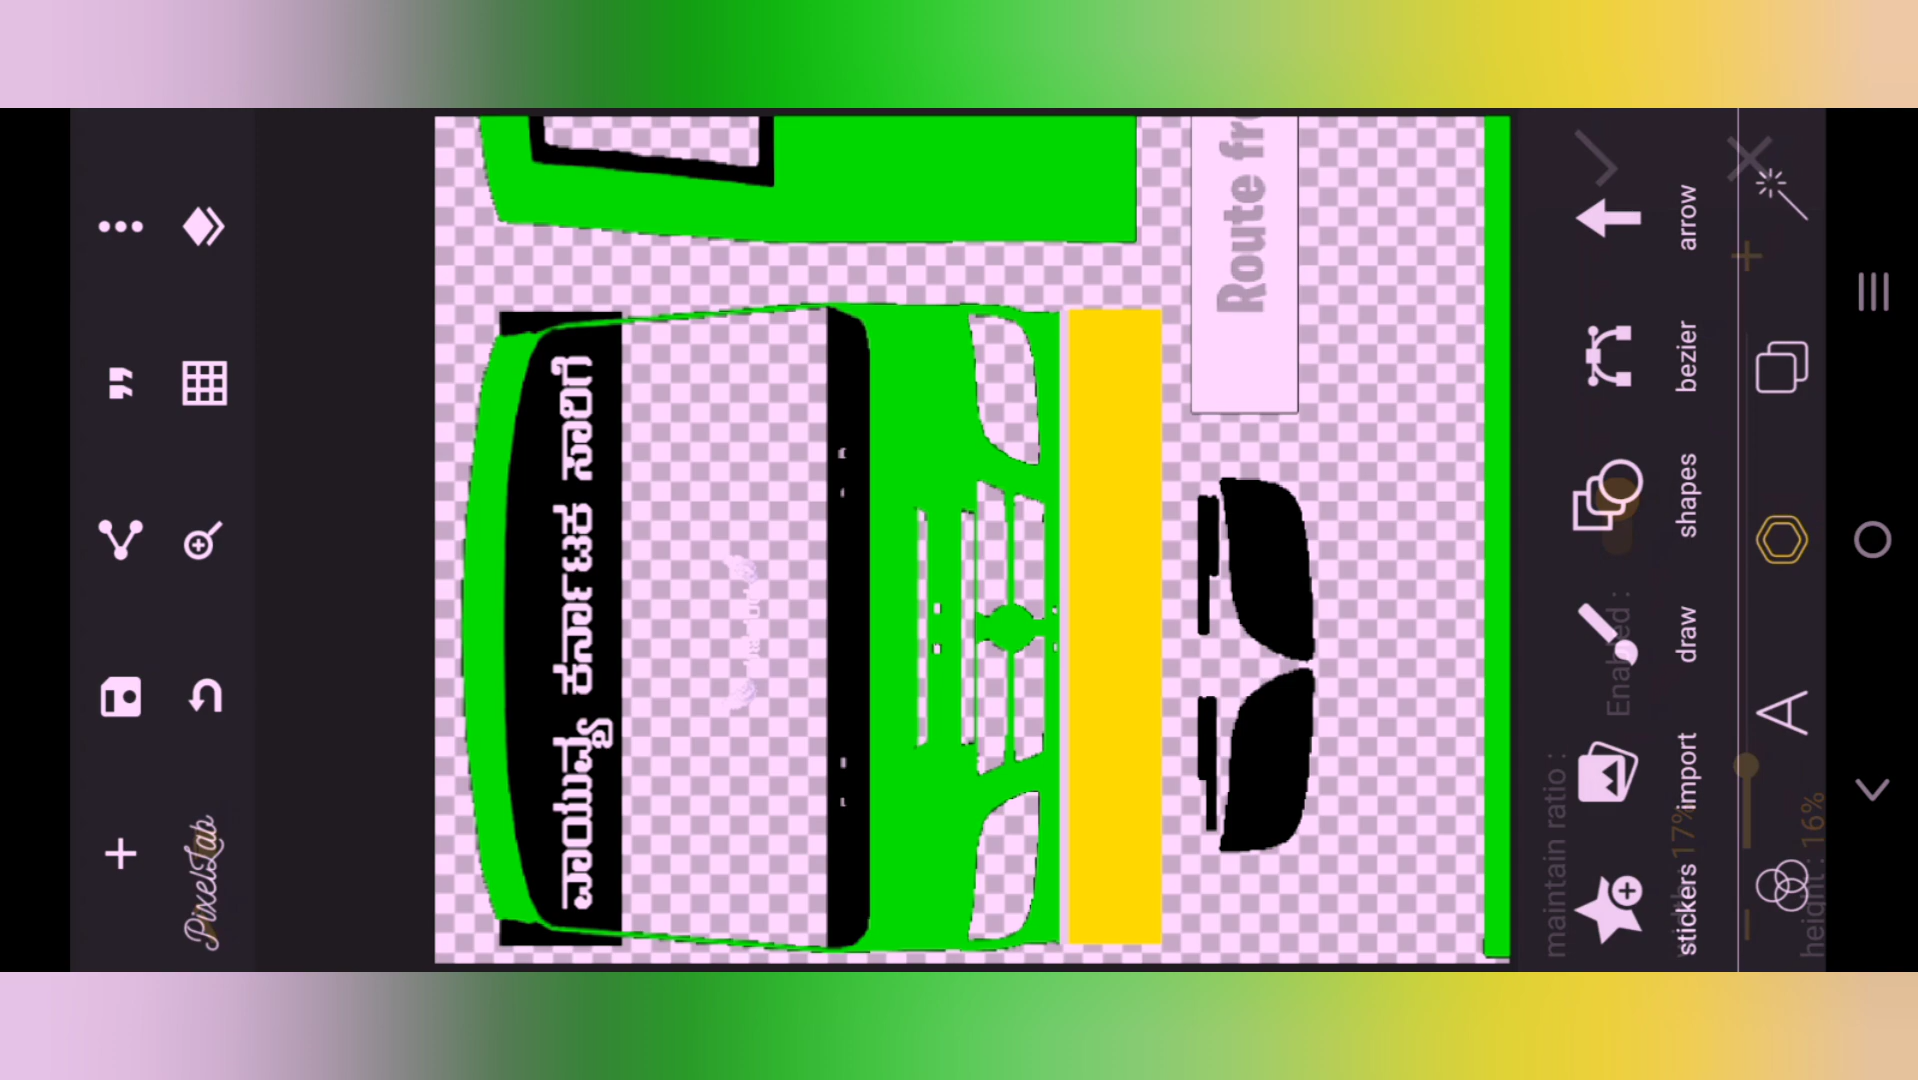 PixelLab
ವಾಯುವ್ಯ ಕರ್ನಾಟಕ ಸಾರಿಗೆ
Route fr
maintain ratio :
Enabled :
17%
height : 16%
stickers
import
draw
shapes
bezier
arrow